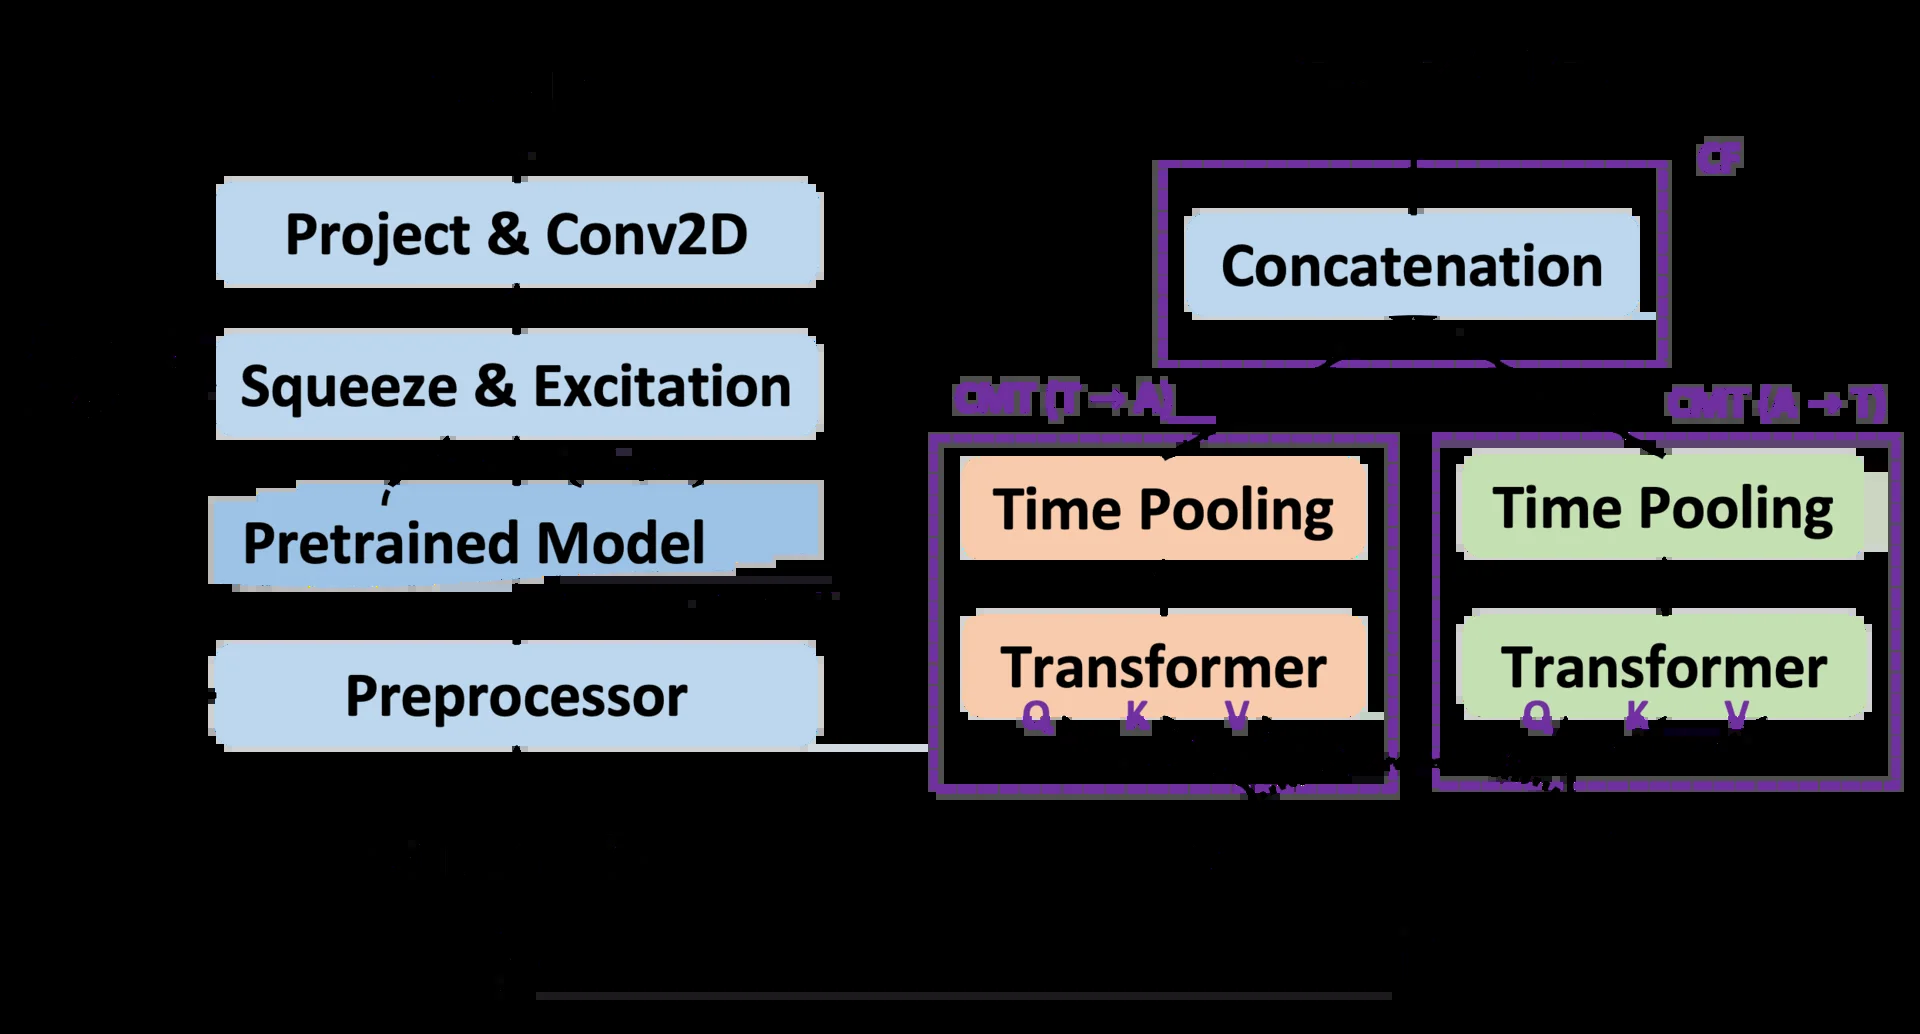 Project & Conv2D
Squeeze & Excitation
Pretrained Model
Preprocessor
CF
Concatenation
CMT (T → A)
Time Pooling
Transformer
Q K V
CMT (A → T)
Time Pooling
Transformer
Q K V